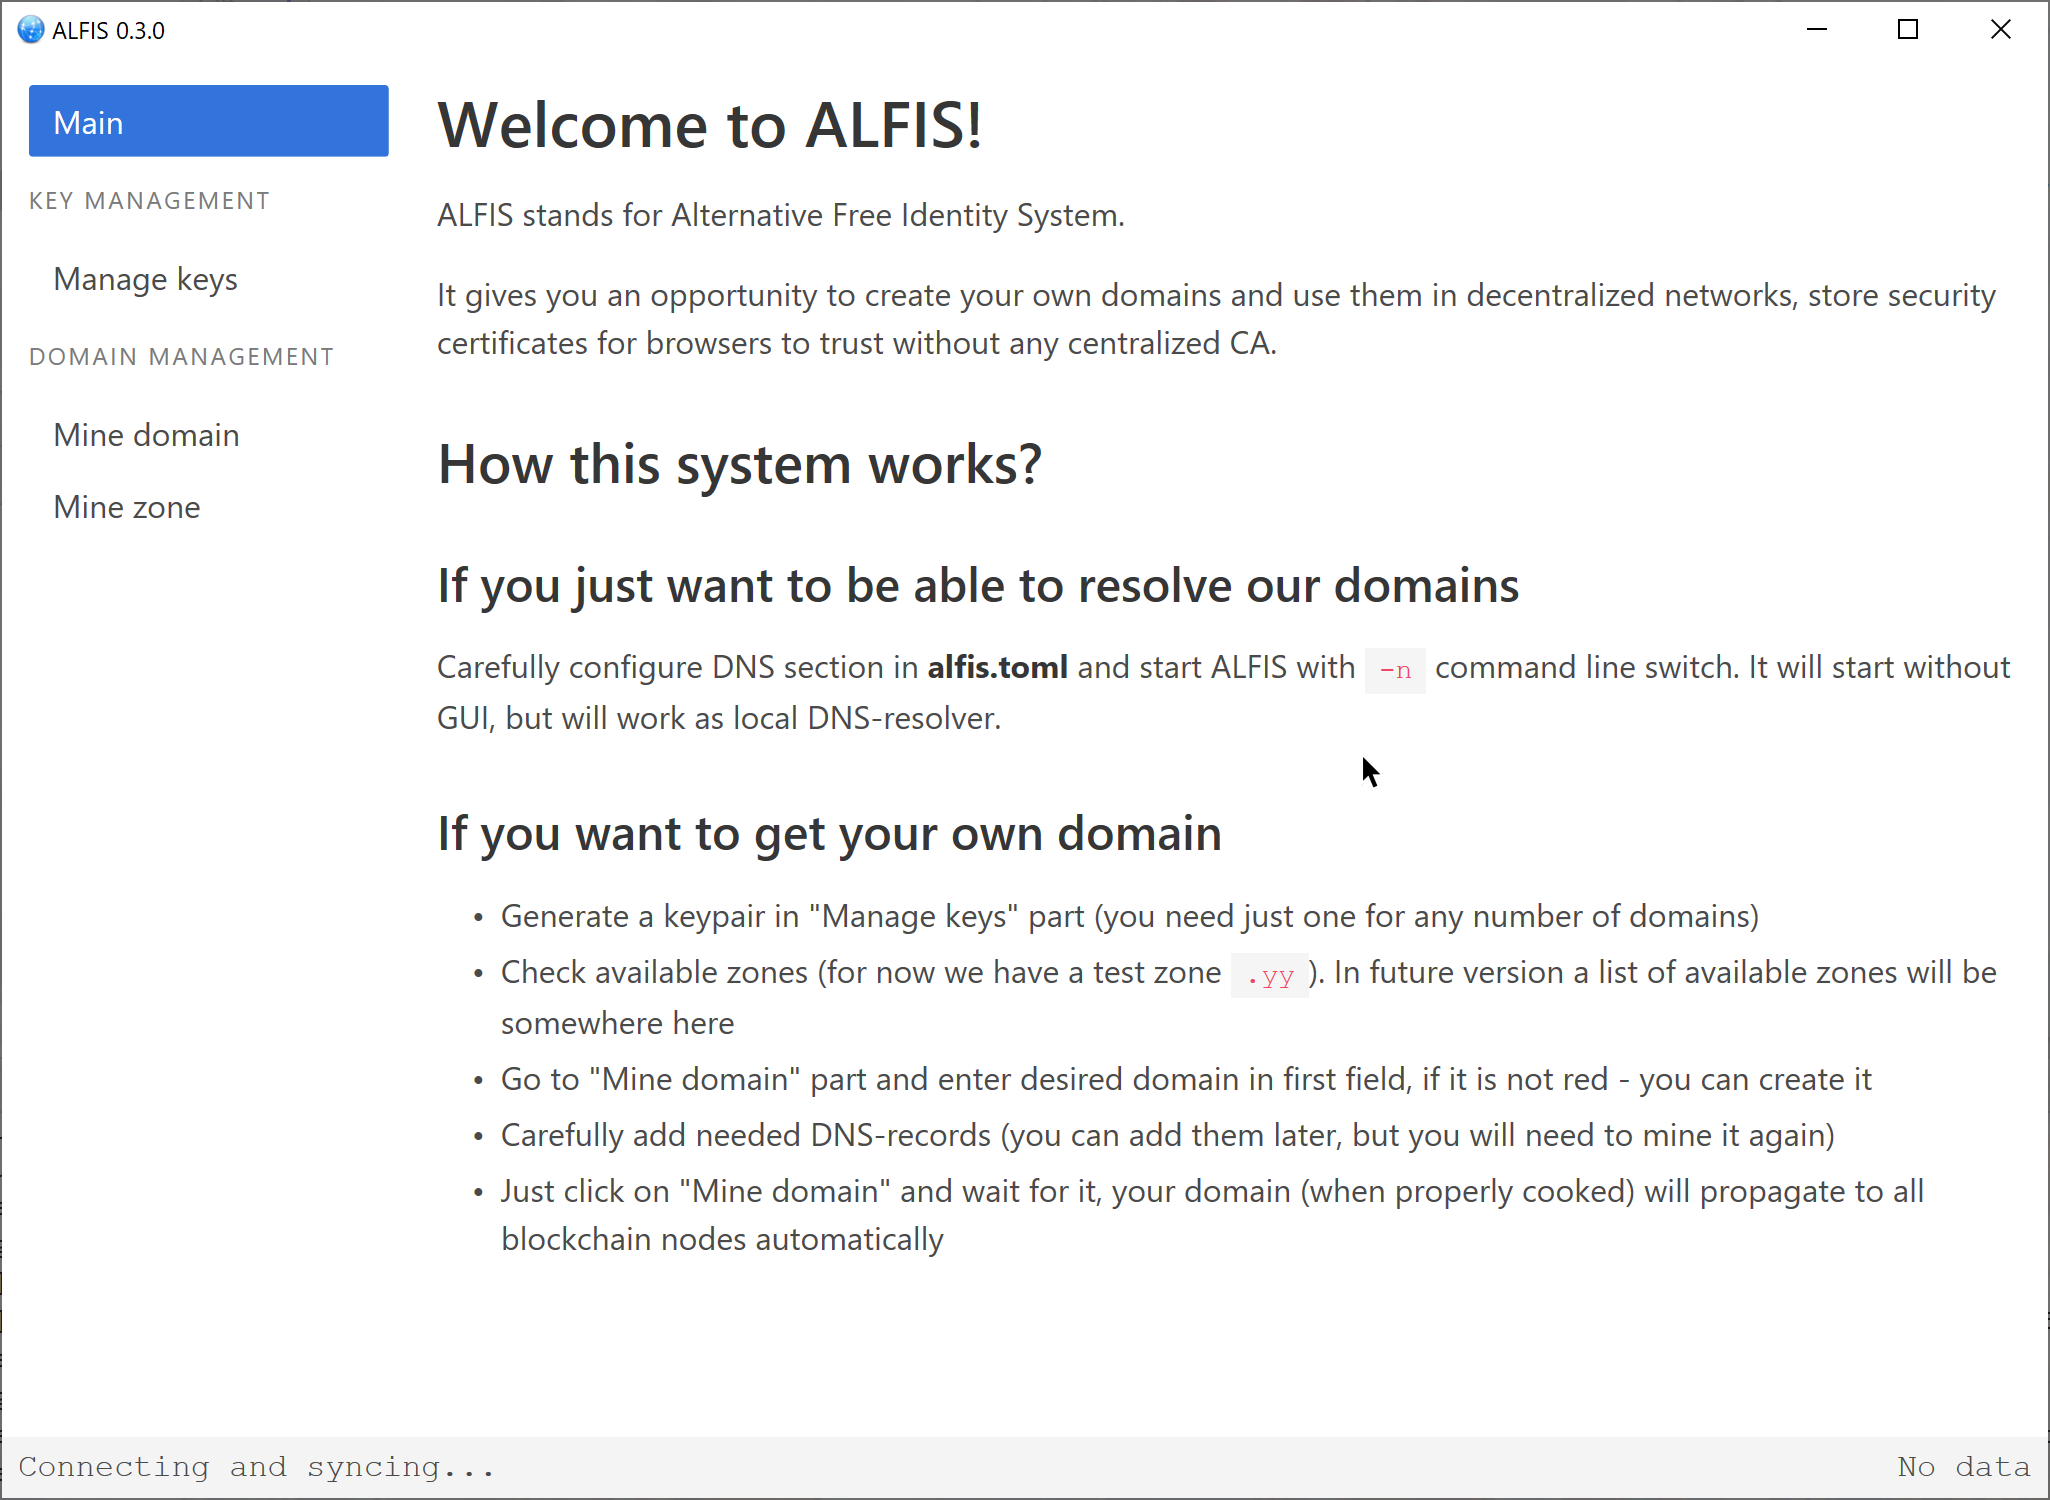 ALFIS 0.3.0
Main
KEY MANAGEMENT
Manage keys
DOMAIN MANAGEMENT
Mine domain
Mine zone
Welcome to ALFIS!
ALFIS stands for Alternative Free Identity System.
It gives you an opportunity to create your own domains and use them in decentralized networks, store security
certificates for browsers to trust without any centralized CA.
How this system works?
If you just want to be able to resolve our domains
Carefully configure DNS section in alfis.toml and start ALFIS with -n command line switch. It will start without
GUI, but will work as local DNS-resolver.
If you want to get your own domain
• Generate a keypair in "Manage keys" part (you need just one for any number of domains)
• Check available zones (for now we have a test zone .yy). In future version a list of available zones will be
somewhere here
• Go to "Mine domain" part and enter desired domain in first field, if it is not red - you can create it
• Carefully add needed DNS-records (you can add them later, but you will need to mine it again)
• Just click on "Mine domain" and wait for it, your domain (when properly cooked) will propagate to all
blockchain nodes automatically
Connecting and syncing...
No data